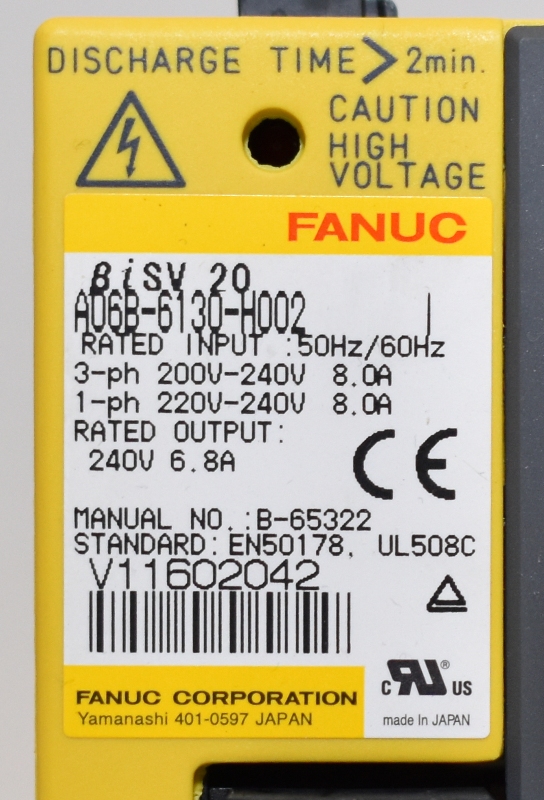 DISCHARGE TIME > 2min.
CAUTION
HIGH
VOLTAGE
FANUC
βiSV 20
A06B-6130-H002
RATED INPUT :50Hz/60Hz
3-ph 200V-240V 8.0A
1-ph 220V-240V 8.0A
RATED OUTPUT:
240V 6.8A
CE
MANUAL NO.:B-65322
STANDARD:EN50178, UL508C
V11602042
FANUC CORPORATION
Yamanashi 401-0597 JAPAN
c RU ® US
made in JAPAN